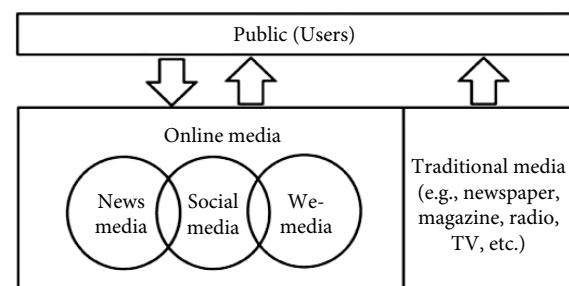 Public (Users)
Online media
News
media
Social
media
We-
media
Traditional media
(e.g., newspaper,
magazine, radio,
TV, etc.)